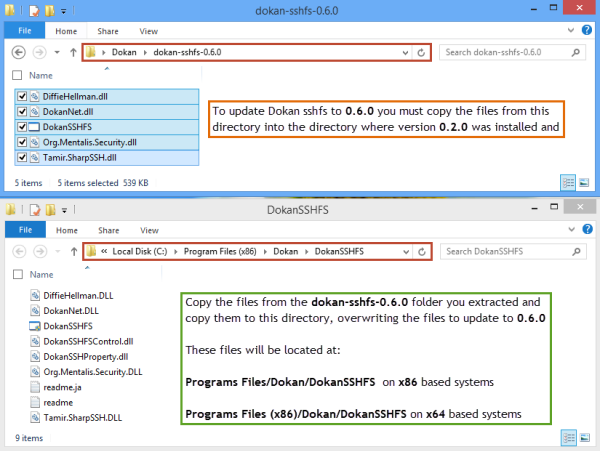 dokan-sshfs-0.6.0
File Home Share View
Dokan dokan-sshfs-0.6.0
Search dokan-sshfs-0.6.0
Name
DiffieHellman.dll
DokanNet.dll
DokanSSHFS
Org.Mentalis.Security.dll
Tamir.SharpSSH.dll
To update Dokan sshfs to 0.6.0 you must copy the files from this
directory into the directory where version 0.2.0 was installed and
5 items 5 items selected 539 KB
DokanSSHFS
File Home Share View
« Local Disk (C:) Program Files (x86) Dokan DokanSSHFS
Search DokanSSHFS
Name
DiffieHellman.DLL
DokanNet.DLL
DokanSSHFS
DokanSSHFSControl.dll
DokanSSHProperty.dll
Org.Mentalis.Security.DLL
readme.ja
readme
Tamir.SharpSSH.DLL
Copy the files from the dokan-sshfs-0.6.0 folder you extracted and
copy them to this directory, overwriting the files to update to 0.6.0
These files will be located at:
Programs Files/Dokan/DokanSSHFS on x86 based systems
Programs Files (x86)/Dokan/DokanSSHFS on x64 based systems
9 items